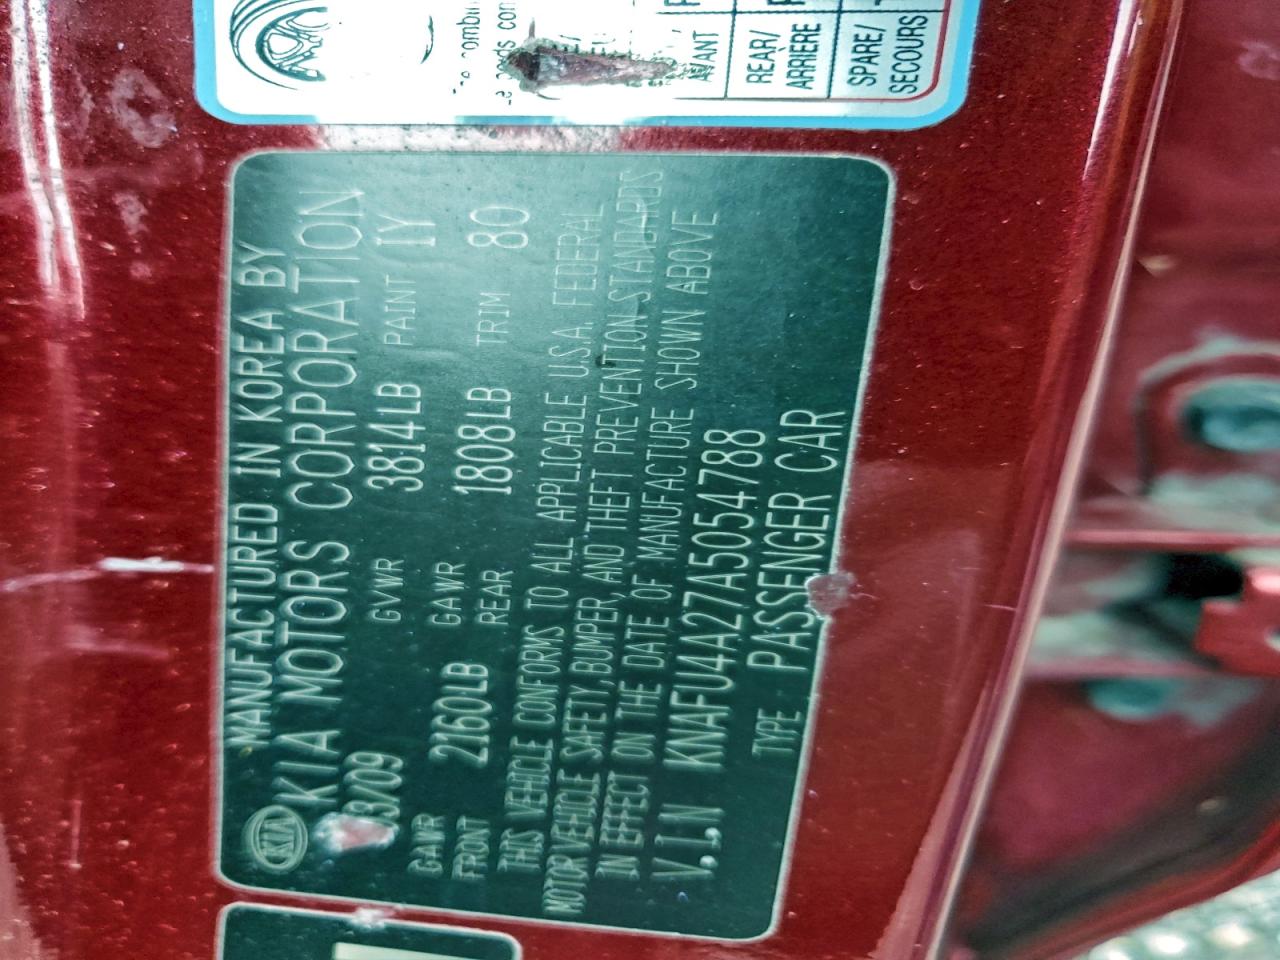 MANUFACTURED IN KOREA BY
KIA KIA MOTORS CORPORATION
3/09 GVWR 3814LB PAINT IY
GAWR FRONT 2160LB GAWR REAR 1808LB TRIM 80
THIS VEHICLE CONFORMS TO ALL APPLICABLE U.S.A. FEDERAL
MOTOR VEHICLE SAFETY, BUMPER, AND THEFT PREVENTION STANDARDS
IN EFFECT ON THE DATE OF MANUFACTURE SHOWN ABOVE
V.I.N KNAFU4A27A5054788
TYPE PASSENGER CAR
REAR/
ARRIÈRE
SPARE/
SECOURS